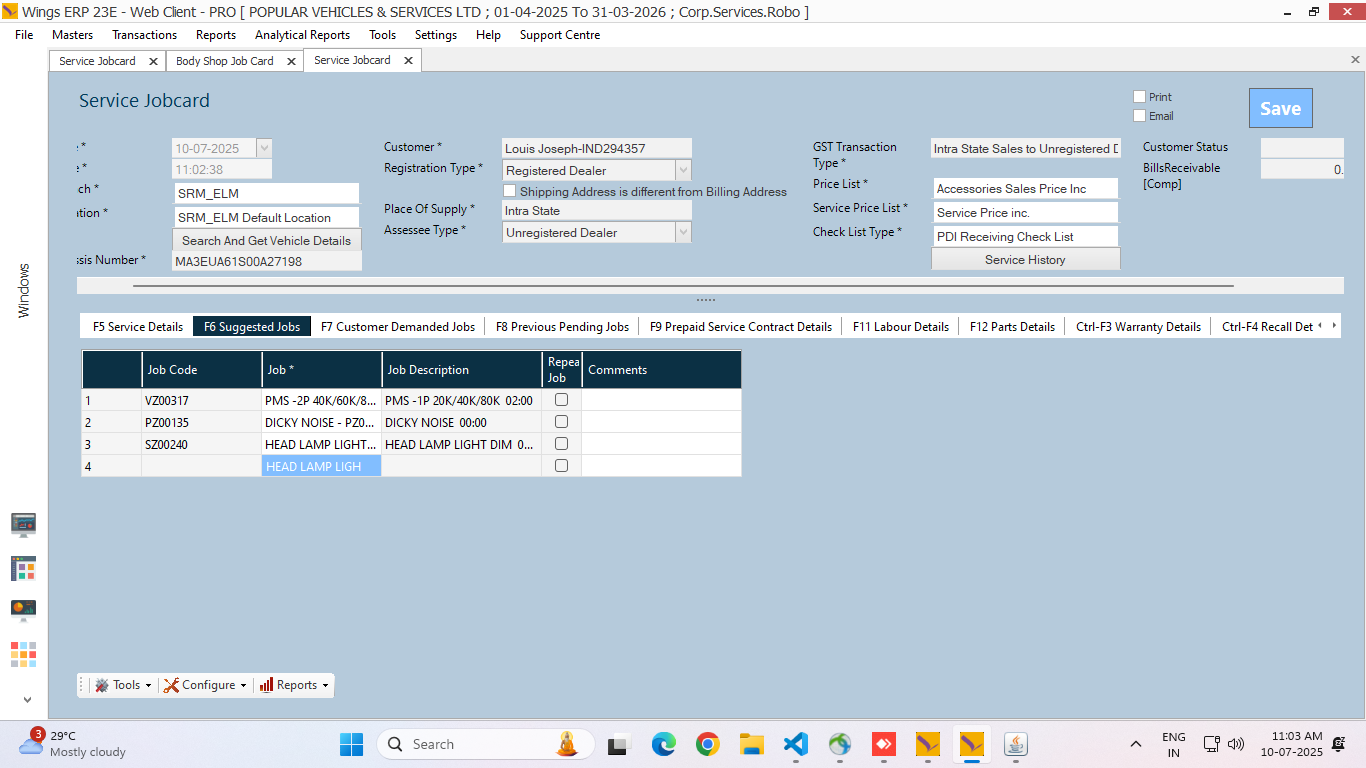 Wings ERP 23E - Web Client - PRO [ POPULAR VEHICLES & SERVICES LTD ; 01-04-2025 To 31-03-2026 ; Corp.Services.Robo ]
File Masters Transactions Reports Analytical Reports Tools Settings Help Support Centre
Service Jobcard Body Shop Job Card Service Jobcard
Service Jobcard
Print
Email
Save
10-07-2025
11:02:38
SRM_ELM
SRM_ELM Default Location
Search And Get Vehicle Details
MA3EUA61S00A27198
Customer * Louis Joseph-IND294357
Registration Type * Registered Dealer
Shipping Address is different from Billing Address
Place Of Supply * Intra State
Assessee Type * Unregistered Dealer
GST Transaction Type * Intra State Sales to Unregistered D
Price List * Accessories Sales Price Inc
Service Price List * Service Price inc.
Check List Type * PDI Receiving Check List
Service History
Customer Status
BillsReceivable [Comp] 0.
Windows
F5 Service Details F6 Suggested Jobs F7 Customer Demanded Jobs F8 Previous Pending Jobs F9 Prepaid Service Contract Details F11 Labour Details F12 Parts Details Ctrl-F3 Warranty Details Ctrl-F4 Recall Det
Job Code Job * Job Description Repea Job Comments
1 VZ00317 PMS -2P 40K/60K/8... PMS -1P 20K/40K/80K 02:00
2 PZ00135 DICKY NOISE - PZ0... DICKY NOISE 00:00
3 SZ00240 HEAD LAMP LIGHT... HEAD LAMP LIGHT DIM 0...
4 HEAD LAMP LIGH
Tools Configure Reports
3
29°C
Mostly cloudy
Search
ENG
IN
11:03 AM
10-07-2025